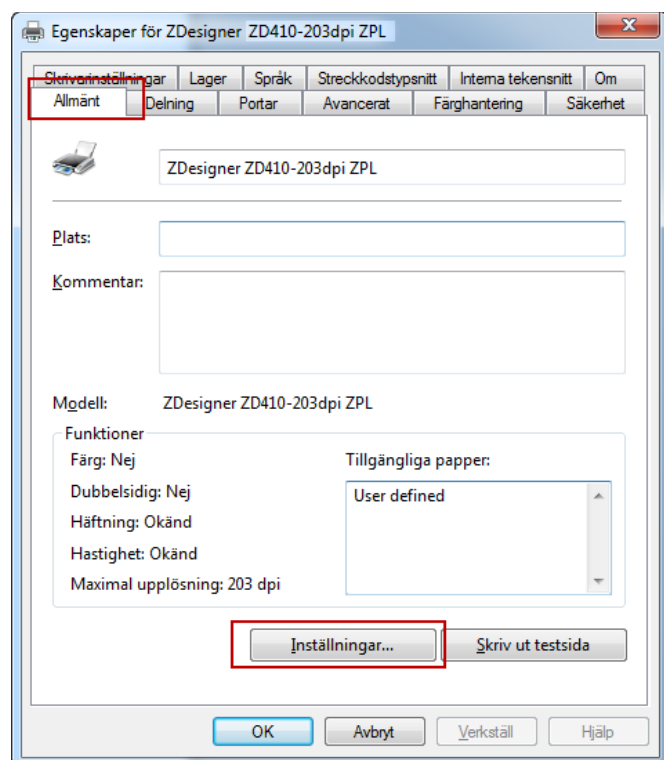 Egenskaper för ZDesigner ZD410-203dpi ZPL
Skrivarinställningar Lager Språk Streckkodstypsnitt Interna teckensnitt Om
Allmänt Delning Portar Avancerat Färghantering Säkerhet
ZDesigner ZD410-203dpi ZPL
Plats:
Kommentar:
Modell: ZDesigner ZD410-203dpi ZPL
Funktioner
Färg: Nej
Tillgängliga papper:
Dubbelsidig: Nej
User defined
Häftning: Okänd
Hastighet: Okänd
Maximal upplösning: 203 dpi
Inställningar... Skriv ut testsida
OK Avbryt Verkställ Hjälp